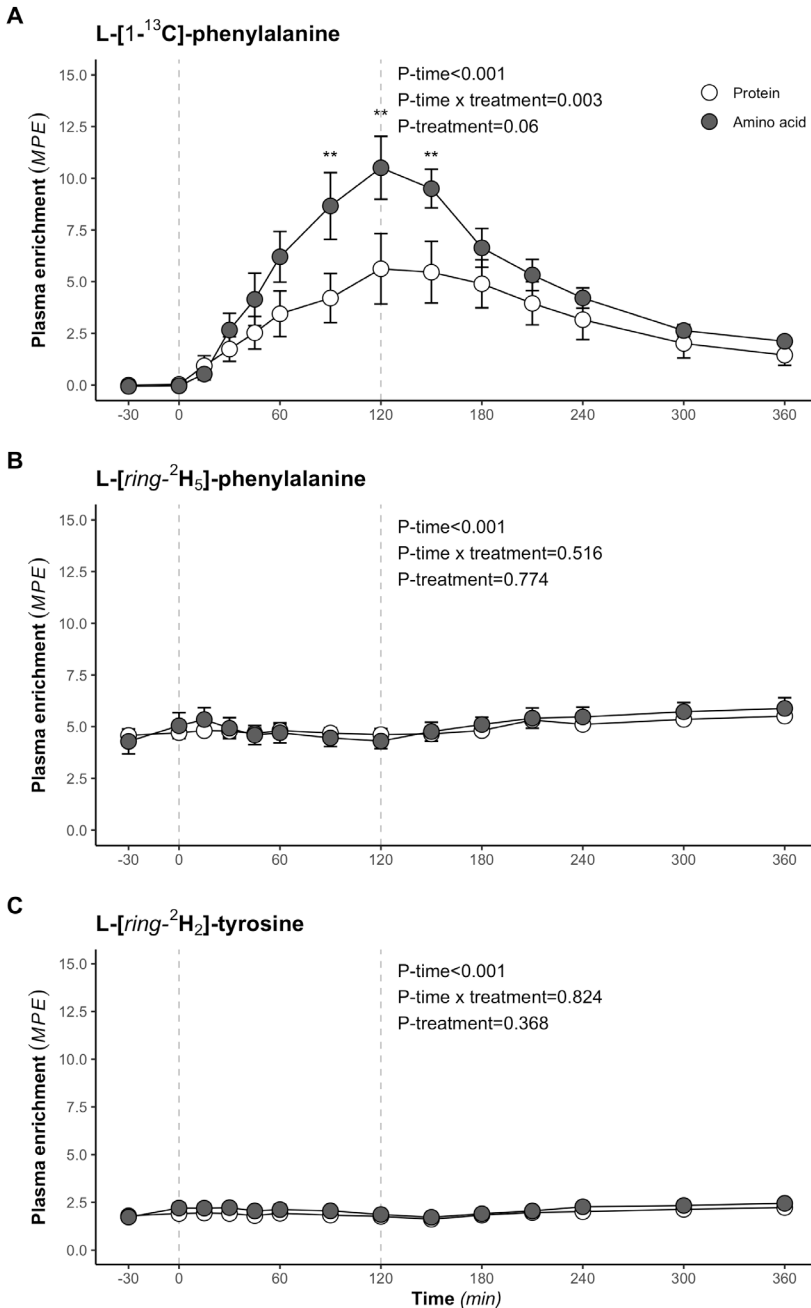 A
L-[1-¹³C]-phenylalanine
Plasma enrichment (MPE)
15.0
12.5
10.0
7.5
5.0
2.5
0.0
P-time<0.001
P-time x treatment=0.003
P-treatment=0.06
Protein
Amino acid
** ** **
-30 0 60 120 180 240 300 360
B
L-[ring-²H₅]-phenylalanine
Plasma enrichment (MPE)
15.0
12.5
10.0
7.5
5.0
2.5
0.0
P-time<0.001
P-time x treatment=0.516
P-treatment=0.774
-30 0 60 120 180 240 300 360
C
L-[ring-²H₂]-tyrosine
Plasma enrichment (MPE)
15.0
12.5
10.0
7.5
5.0
2.5
0.0
P-time<0.001
P-time x treatment=0.824
P-treatment=0.368
-30 0 60 120 180 240 300 360
Time (min)